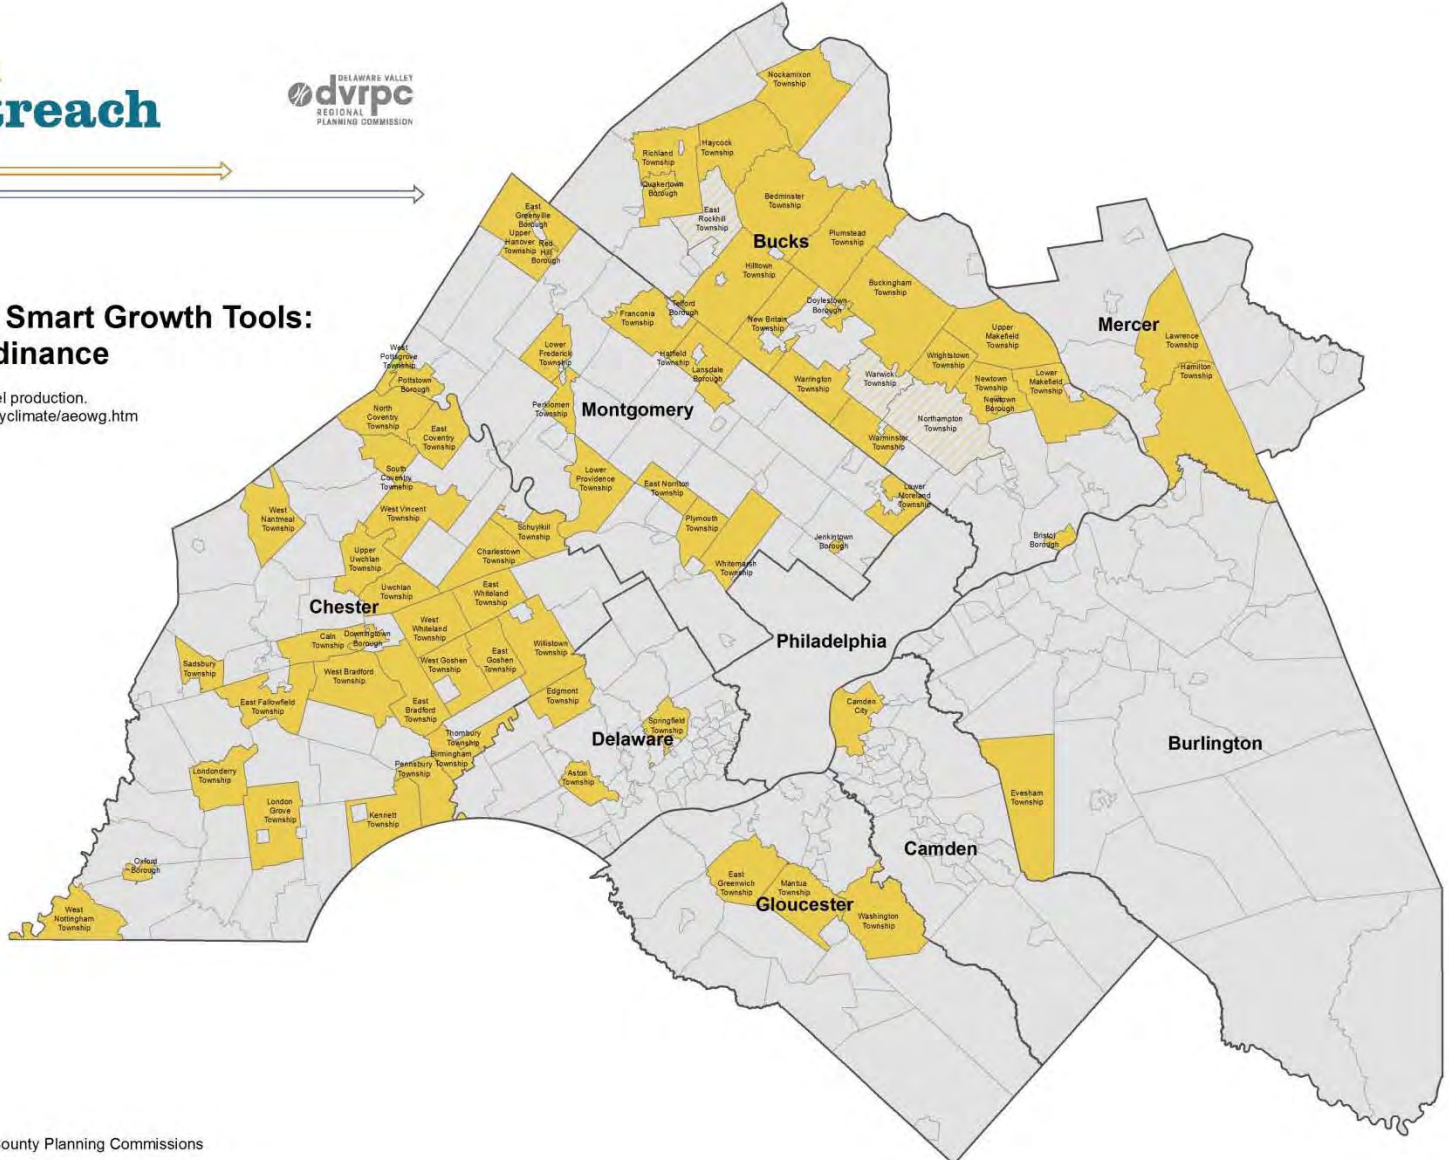 treach
DELAWARE VALLEY
dvrpc
REGIONAL
PLANNING COMMISSION
Smart Growth Tools:
dinance
el production.
yclimate/aeowg.htm
Nockamixon
Township
Haycock
Township
Richland
Township
Quakertown
Borough
East
Rockhill
Township
Bedminster
Township
Plumstead
Township
Bucks
Hilltown
Township
Buckingham
Township
Doylestown
Borough
New Britain
Township
Upper
Makefield
Township
Wrightstown
Township
Newtown
Township
Newtown
Borough
Lower
Makefield
Township
Warwick
Township
Warrington
Township
Northampton
Township
Warminster
Township
Bristol
Borough
East
Greenville
Borough
Upper
Hanover
Township
Red
Hill
Borough
Telford
Borough
Franconia
Township
Hatfield
Township
Lansdale
Borough
Lower
Frederick
Township
Perkiomen
Township
Montgomery
West
Pottsgrove
Township
Pottstown
Borough
Lower
Providence
Township
East Norriton
Township
Plymouth
Township
Whitemarsh
Township
Jenkintown
Borough
Lower
Moreland
Township
Mercer
Lawrence
Township
Hamilton
Township
North
Coventry
Township
East
Coventry
Township
South
Coventry
Township
West
Nantmeal
Township
West Vincent
Township
Schuylkill
Township
Upper
Uwchlan
Township
Charlestown
Township
Uwchlan
Township
East
Whiteland
Township
Chester
West
Whiteland
Township
Caln
Township
Downingtown
Borough
Willistown
Township
East
Goshen
Township
West Goshen
Township
West Bradford
Township
Sadsbury
Township
East Fallowfield
Township
East
Bradford
Township
Edgmont
Township
Thornbury
Township
Birmingham
Township
Pennsbury
Township
Londonderry
Township
London
Grove
Township
Kennett
Township
Oxford
Borough
West
Nottingham
Township
Philadelphia
Springfield
Township
Delaware
Aston
Township
Camden
City
Burlington
Evesham
Township
Camden
East
Greenwich
Township
Mantua
Township
Gloucester
Washington
Township
ounty Planning Commissions